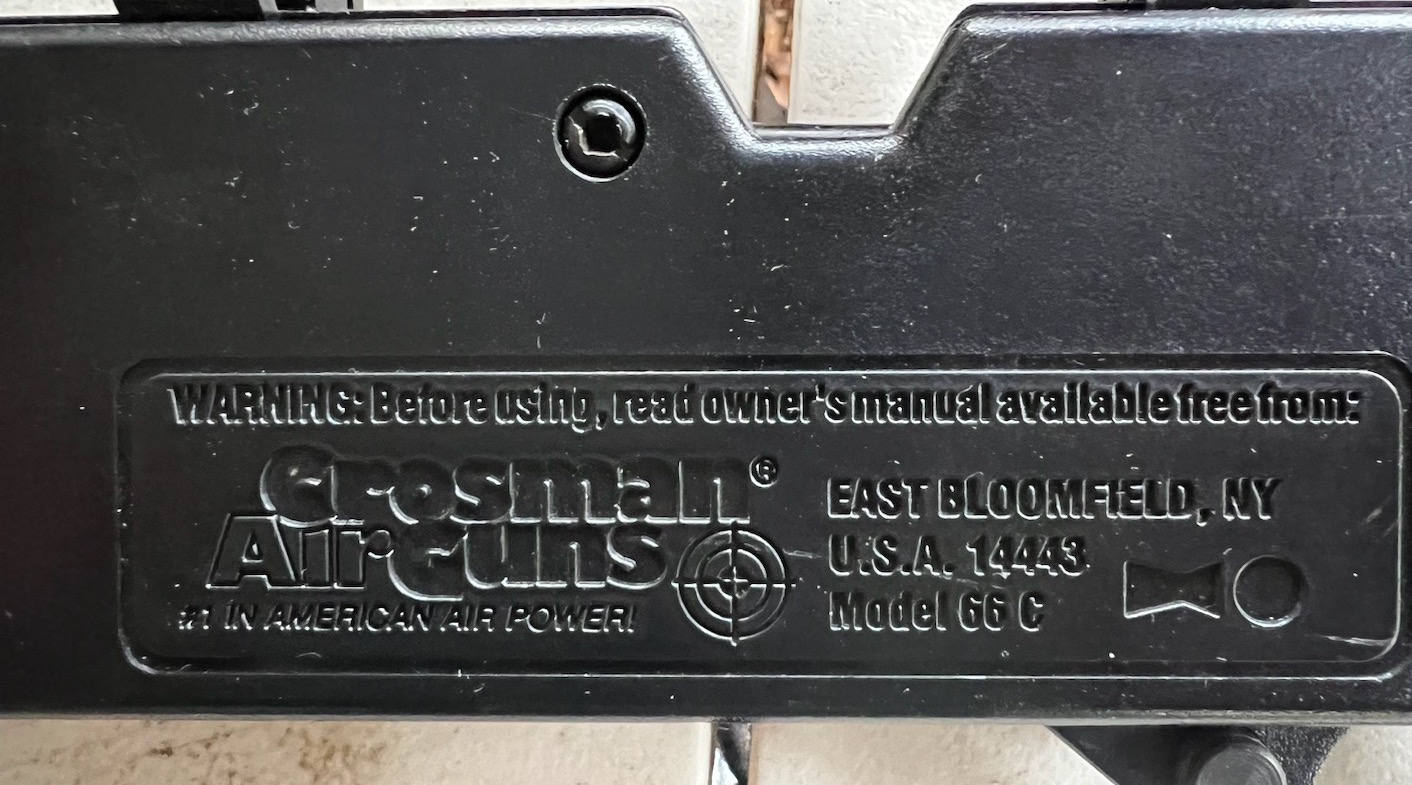 WARNING: Before using, read owner's manual available free from:
Crosman®
AirGuns
#1 IN AMERICAN AIR POWER!
EAST BLOOMFIELD, NY
U.S.A. 14443
Model 66 C